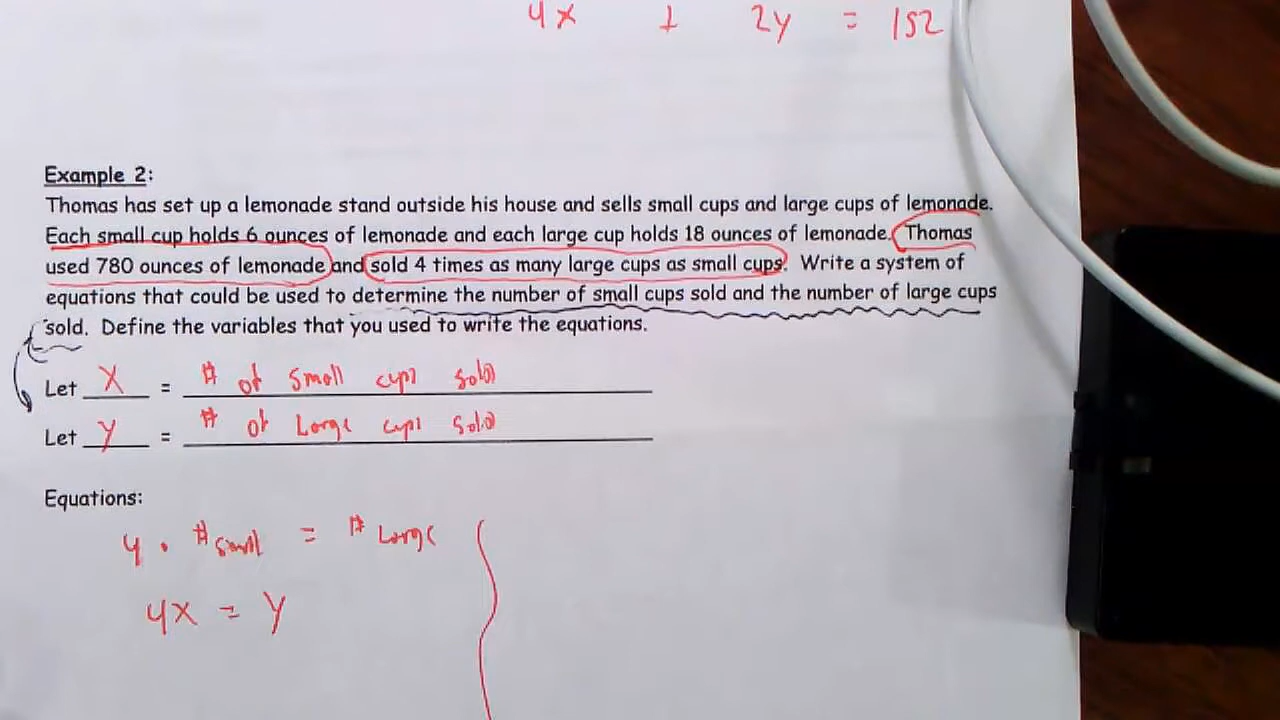 4x + 2y = 152
Example 2:
Thomas has set up a lemonade stand outside his house and sells small cups and large cups of lemonade.
Each small cup holds 6 ounces of lemonade and each large cup holds 18 ounces of lemonade. Thomas
used 780 ounces of lemonade and sold 4 times as many large cups as small cups. Write a system of
equations that could be used to determine the number of small cups sold and the number of large cups
sold. Define the variables that you used to write the equations.
Let x = # of small cups sold
Let y = # of Large cups sold
Equations:
4 · # small = # Large
4x = y